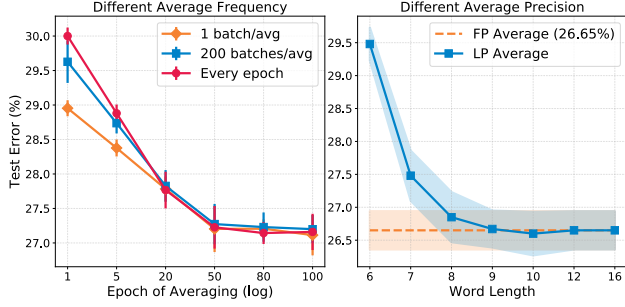 Different Average Frequency
Test Error (%)
30.0
29.5
29.0
28.5
28.0
27.5
27.0
1 batch/avg
200 batches/avg
Every epoch
1 5 20 50 80 100
Epoch of Averaging (log)
Different Average Precision
29.5
29.0
28.5
28.0
27.5
27.0
26.5
FP Average (26.65%)
LP Average
6 7 8 9 10 12 16
Word Length